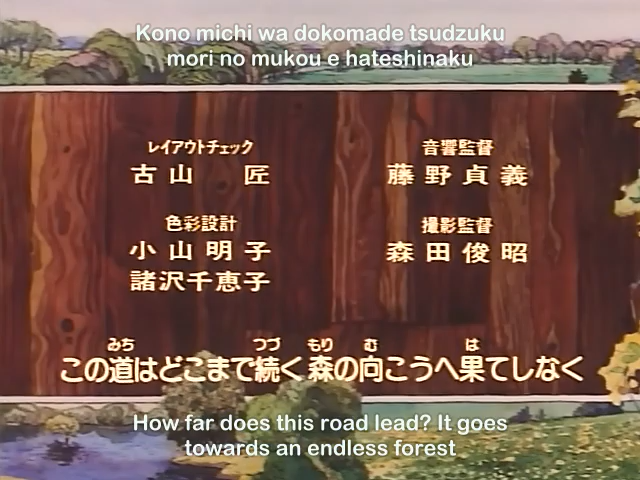 Kono michi wa dokomade tsudzuku
mori no mukou e hateshinaku
レイアウトチェック
古山 匠
色彩設計
小山明子
諸沢千恵子
音響監督
藤野貞義
撮影監督
森田俊昭
みち つづ もり む は
この道はどこまで続く 森の向こうへ果てしなく
How far does this road lead? It goes
towards an endless forest